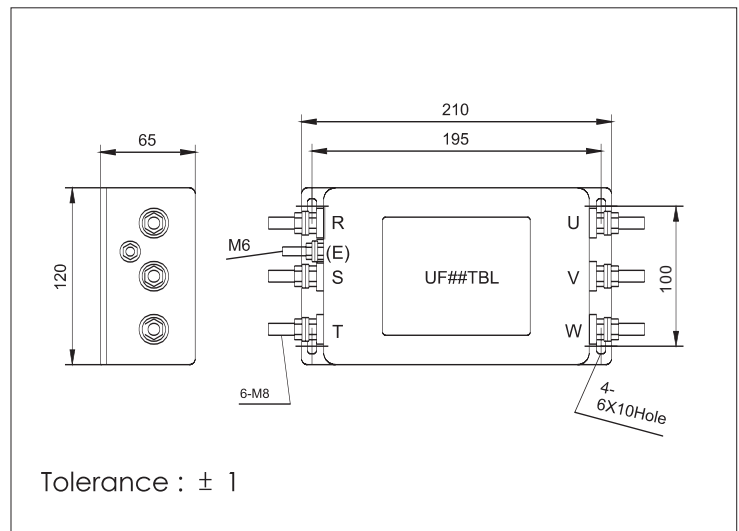 210
65
195
R
U
M6
(E)
120
S
UF##TBL
V
100
T
W
6-M8
4-
6X10Hole
Tolerance : ± 1